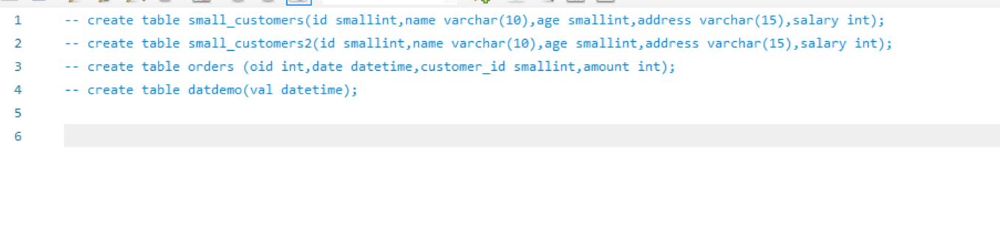 1 -- create table small_customers(id smallint,name varchar(10),age smallint,address varchar(15),salary int);
2 -- create table small_customers2(id smallint,name varchar(10),age smallint,address varchar(15),salary int);
3 -- create table orders (oid int,date datetime,customer_id smallint,amount int);
4 -- create table datdemo(val datetime);
5
6